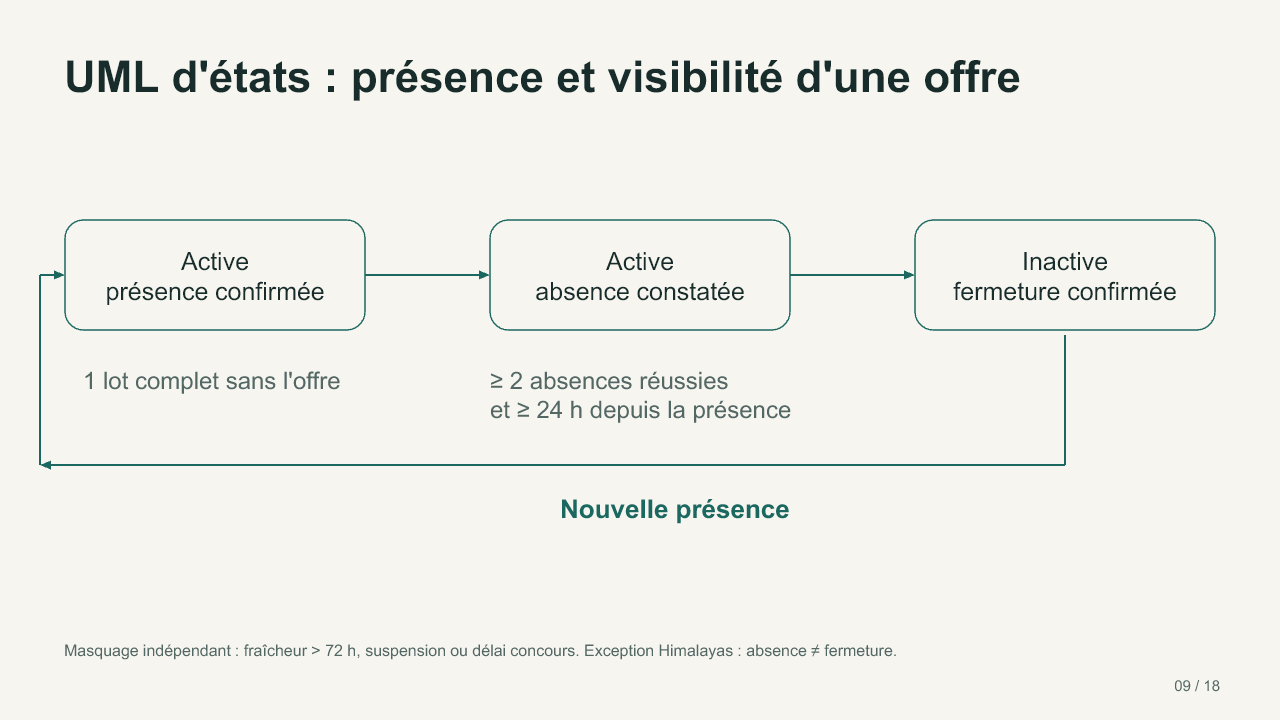 UML d'états : présence et visibilité d'une offre
Active
présence confirmée
Active
absence constatée
Inactive
fermeture confirmée
1 lot complet sans l'offre
≥ 2 absences réussies
et ≥ 24 h depuis la présence
Nouvelle présence
Masquage indépendant : fraîcheur > 72 h, suspension ou délai concours. Exception Himalayas : absence ≠ fermeture.
09 / 18